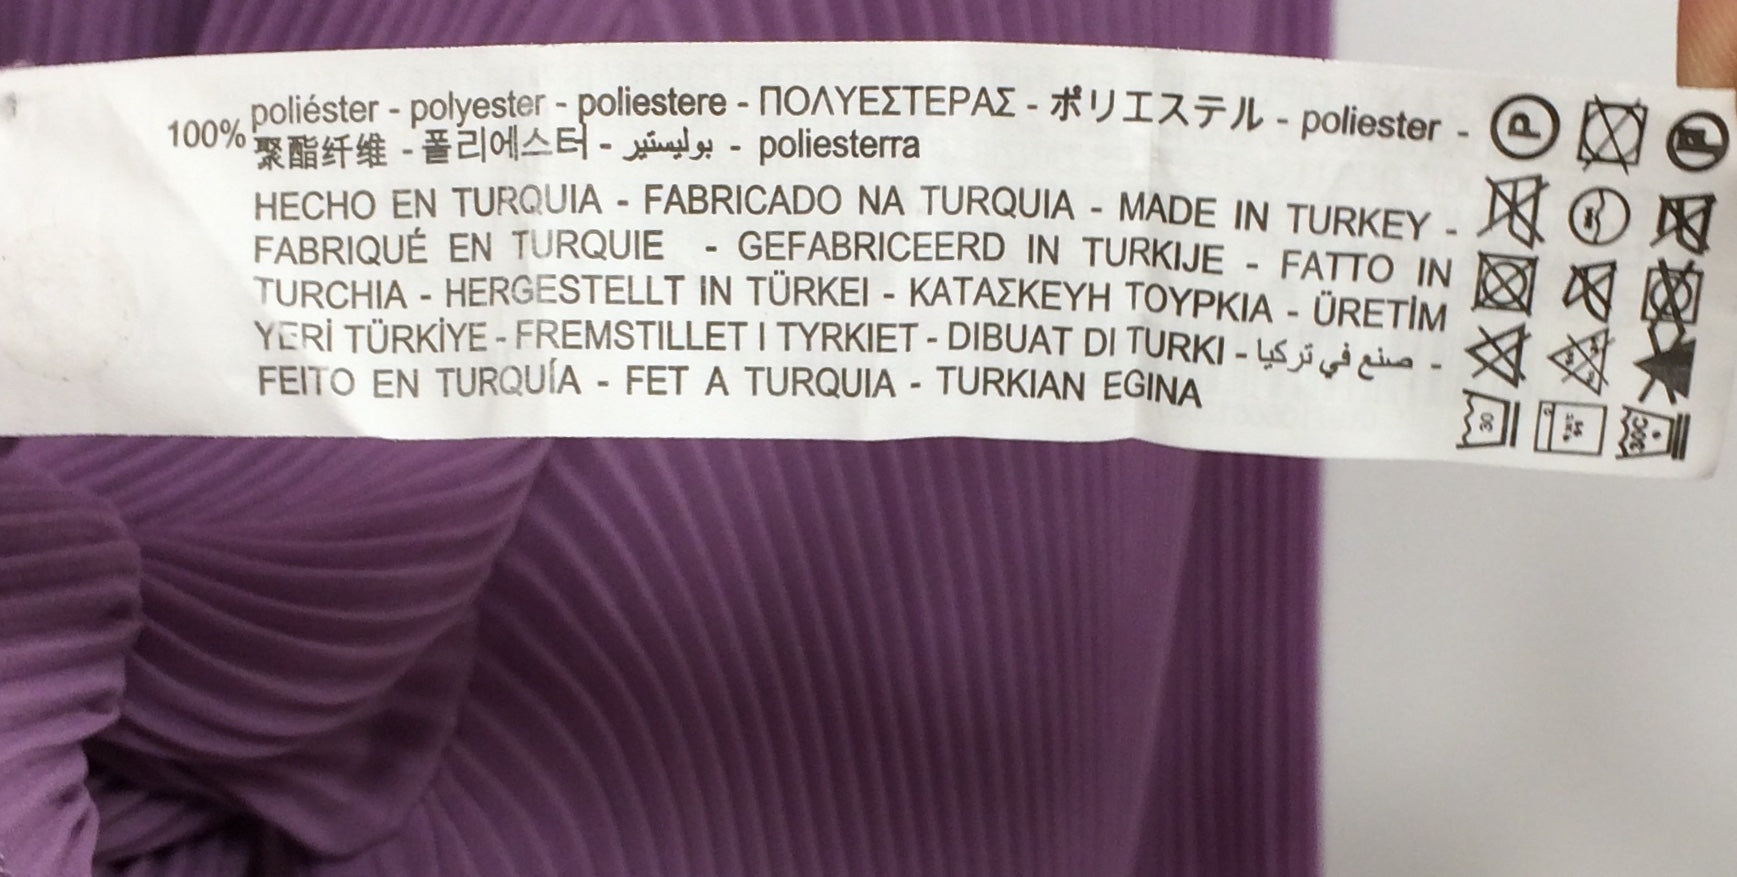 100% poliéster - polyester - poliestere - ΠΟΛΥΕΣΤΕΡΑΣ - ポリエステル - poliester -
聚酯纤维 - 폴리에스터 - بوليستير - poliesterra
HECHO EN TURQUIA - FABRICADO NA TURQUIA - MADE IN TURKEY -
FABRIQUÉ EN TURQUIE - GEFABRICEERD IN TURKIJE - FATTO IN
TURCHIA - HERGESTELLT IN TÜRKEI - ΚΑΤΑΣΚΕΥΗ ΤΟΥΡΚΙΑ - ÜRETİM
YERİ TÜRKİYE - FREMSTILLET I TYRKIET - DIBUAT DI TURKI - صنع في تركيا -
FEITO EN TURQUÍA - FET A TURQUIA - TURKIAN EGINA
P
30
30C